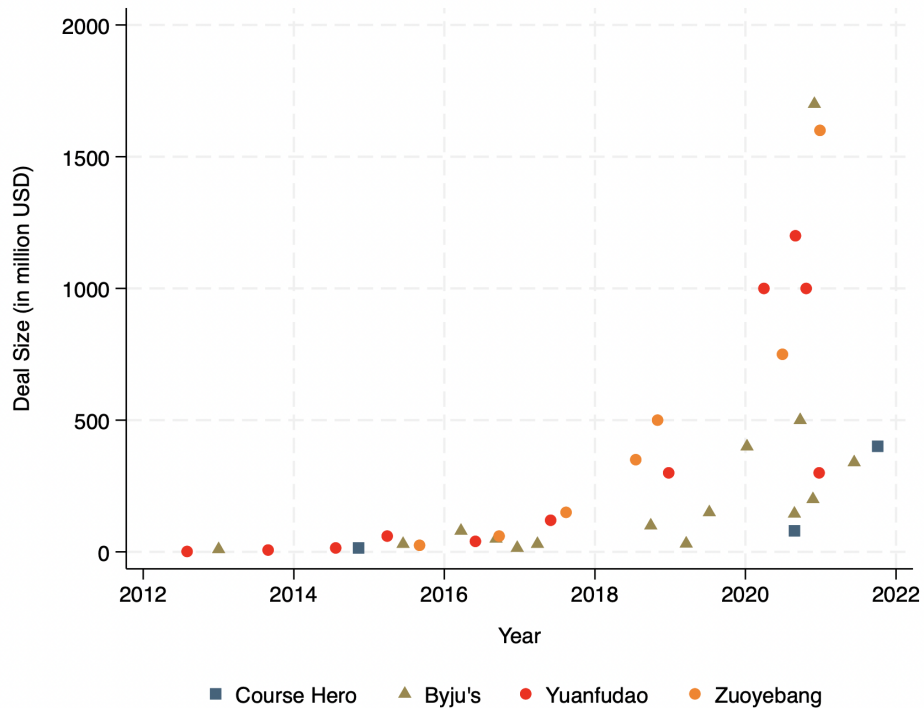 2000
1500
1000
500
0
Deal Size (in million USD)
2012 2014 2016 2018 2020 2022
Year
Course Hero Byju's Yuanfudao Zuoyebang